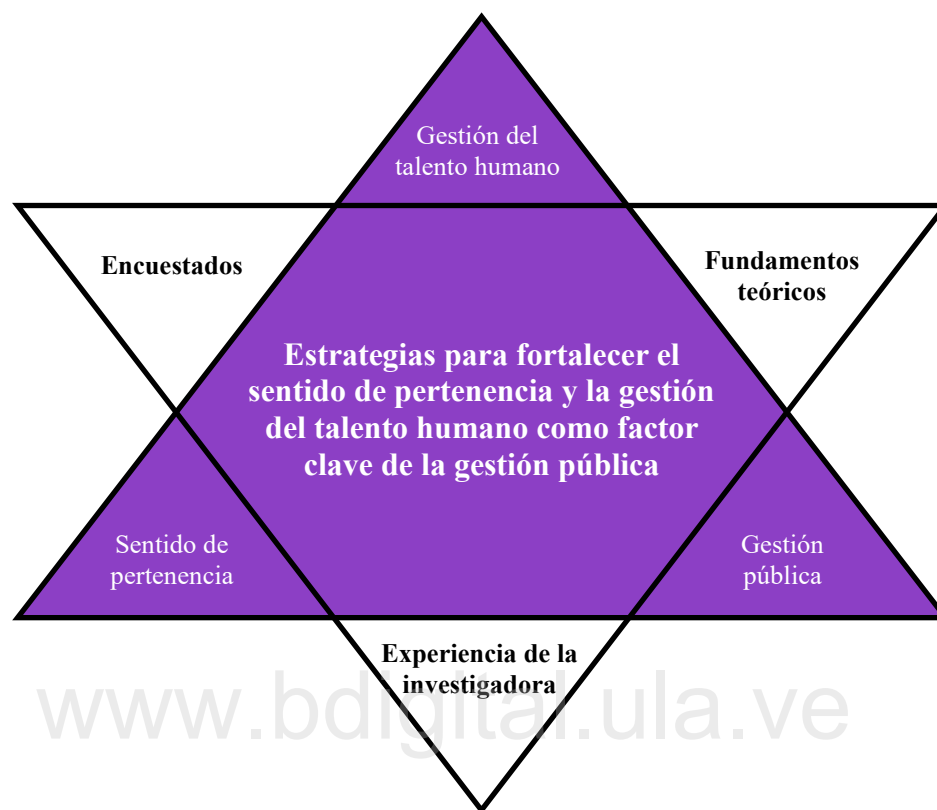 Gestión del
talento humano
Encuestados
Fundamentos
teóricos
Estrategias para fortalecer el
sentido de pertenencia y la gestión
del talento humano como factor
clave de la gestión pública
Sentido de
pertenencia
Gestión
pública
Experiencia de la
investigadora
www.bdigital.ula.ve